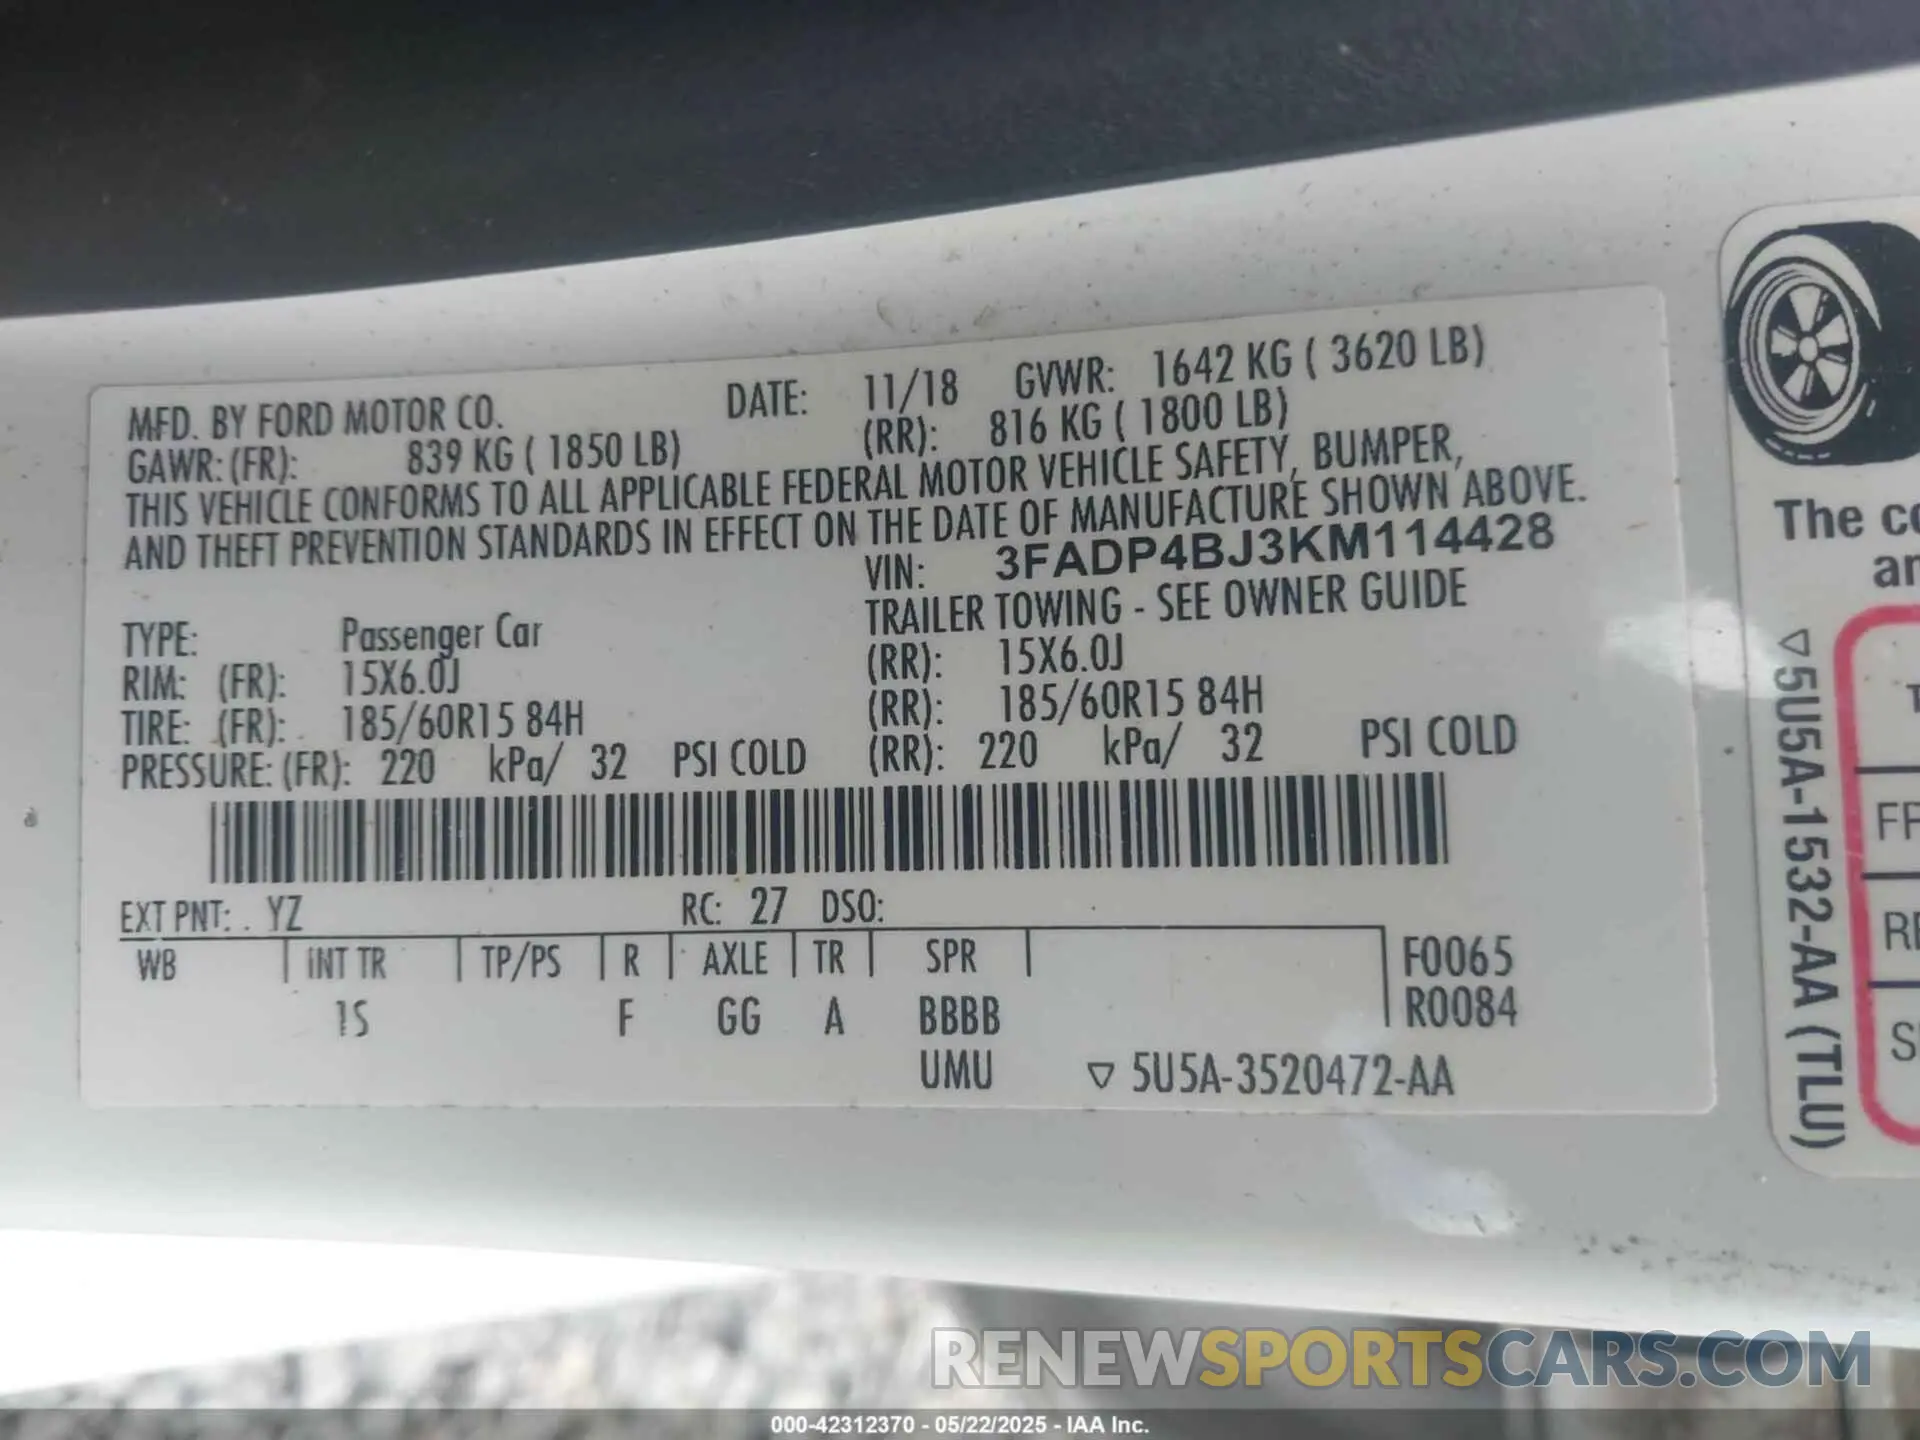 MFD. BY FORD MOTOR CO. DATE: 11/18 GVWR: 1642 KG ( 3620 LB)
GAWR: (FR): 839 KG ( 1850 LB) (RR): 816 KG ( 1800 LB)
THIS VEHICLE CONFORMS TO ALL APPLICABLE FEDERAL MOTOR VEHICLE SAFETY, BUMPER,
AND THEFT PREVENTION STANDARDS IN EFFECT ON THE DATE OF MANUFACTURE SHOWN ABOVE.
VIN: 3FADP4BJ3KM114428
TYPE: Passenger Car TRAILER TOWING - SEE OWNER GUIDE
RIM: (FR): 15X6.0J (RR): 15X6.0J
TIRE: (FR): 185/60R15 84H (RR): 185/60R15 84H
PRESSURE: (FR): 220 kPa/ 32 PSI COLD (RR): 220 kPa/ 32 PSI COLD
EXT PNT: YZ RC: 27 DSO:
WB INT TR TP/PS R AXLE TR SPR F0065
1S F GG A BBBB R0084
UMU ▽ 5U5A-3520472-AA
The
▽5U5A-1532-AA (TLU)
RENEWSPORTSCARS.COM
000-42312370 - 05/22/2025 - IAA Inc.